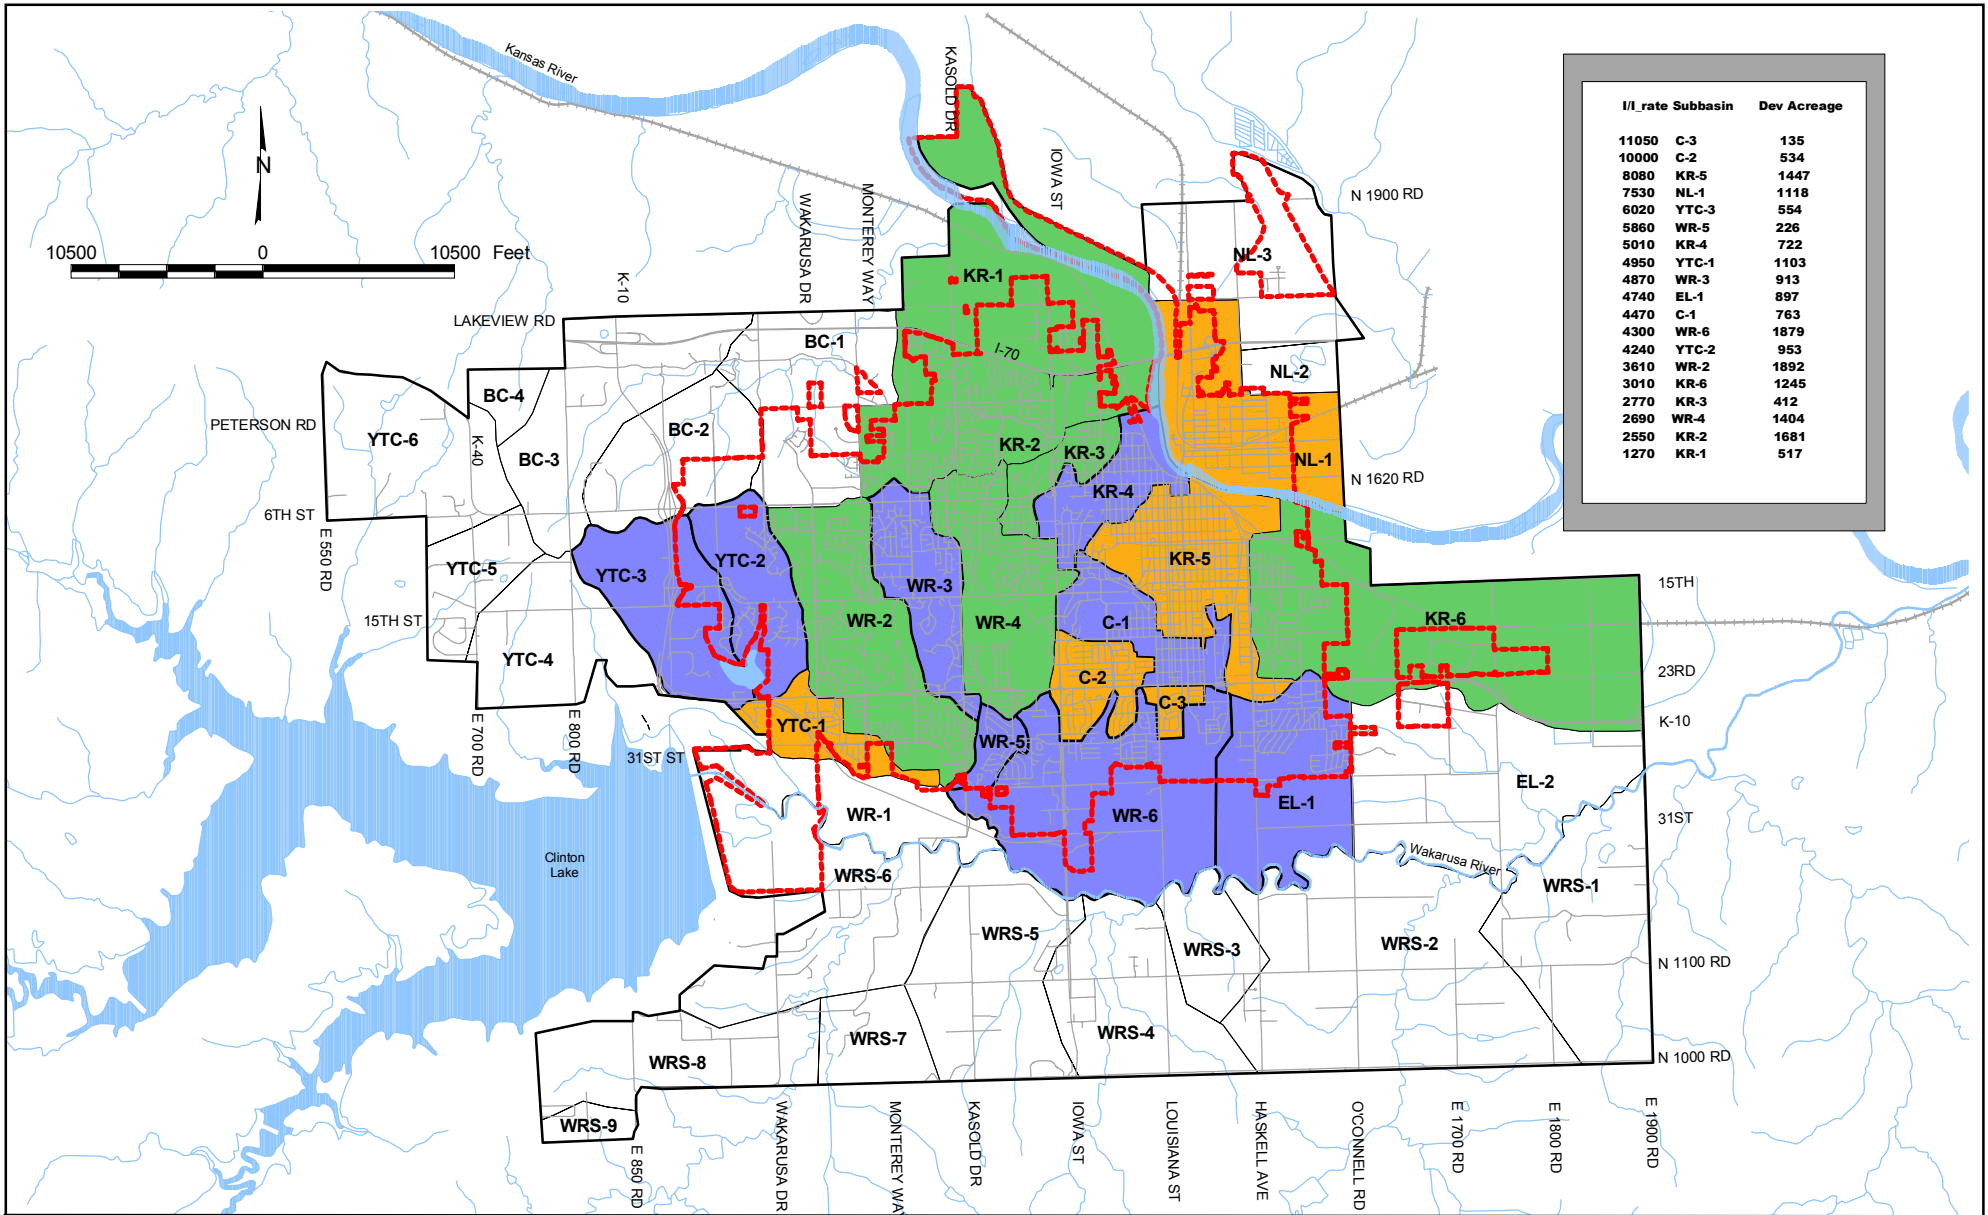 Kansas River
KASOLD DR
IOWA ST
N
WAKARUSA DR
MONTEREY WAY
N 1900 RD
10500 0 10500 Feet
K-10
NL-3
KR-1
LAKEVIEW RD
BC-1
I-70
NL-2
BC-4
PETERSON RD
YTC-6
K-40
BC-2
BC-3
KR-2
KR-3
NL-1
N 1620 RD
KR-4
6TH ST
E 550 RD
YTC-5
YTC-3
YTC-2
WR-3
KR-5
15TH
15TH ST
WR-2
WR-4
C-1
KR-6
YTC-4
C-2
23RD
C-3
E 700 RD
E 800 RD
YTC-1
K-10
WR-5
31ST ST
EL-2
WR-1
WR-6
EL-1
31ST
Clinton
Lake
Wakarusa River
WRS-6
WRS-1
WRS-5
WRS-3
WRS-2
N 1100 RD
WRS-7
WRS-4
WRS-8
N 1000 RD
WRS-9
E 850 RD
WAKARUSA DR
MONTEREY WAY
KASOLD DR
IOWA ST
LOUISIANA ST
HASKELL AVE
O'CONNELL RD
E 1700 RD
E 1800 RD
E 1900 RD
I/I_rate Subbasin Dev Acreage
11050 C-3 135
10000 C-2 534
8080 KR-5 1447
7530 NL-1 1118
6020 YTC-3 554
5860 WR-5 226
5010 KR-4 722
4950 YTC-1 1103
4870 WR-3 913
4740 EL-1 897
4470 C-1 763
4300 WR-6 1879
4240 YTC-2 953
3610 WR-2 1892
3010 KR-6 1245
2770 KR-3 412
2690 WR-4 1404
2550 KR-2 1681
1270 KR-1 517